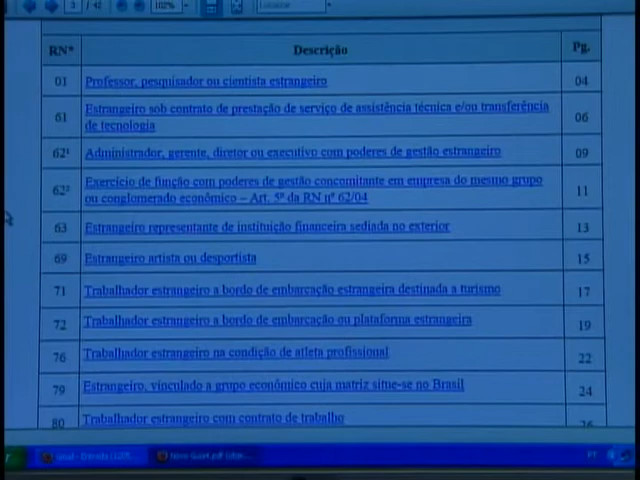 3 / 42 102% Localizar
RN* Descrição Pg.
01 Professor, pesquisador ou cientista estrangeiro 04
61 Estrangeiro sob contrato de prestação de serviço de assistência técnica e/ou transferência de tecnologia 06
62¹ Administrador, gerente, diretor ou executivo com poderes de gestão estrangeiro 09
62² Exercício de função com poderes de gestão concomitante em empresa do mesmo grupo ou conglomerado econômico – Art. 5º da RN nº 62/04 11
63 Estrangeiro representante de instituição financeira sediada no exterior 13
69 Estrangeiro artista ou desportista 15
71 Trabalhador estrangeiro a bordo de embarcação estrangeira destinada a turismo 17
72 Trabalhador estrangeiro a bordo de embarcação ou plataforma estrangeira 19
76 Trabalhador estrangeiro na condição de atleta profissional 22
79 Estrangeiro, vinculado a grupo econômico cuja matriz situe-se no Brasil 24
80 Trabalhador estrangeiro com contrato de trabalho 26
PT